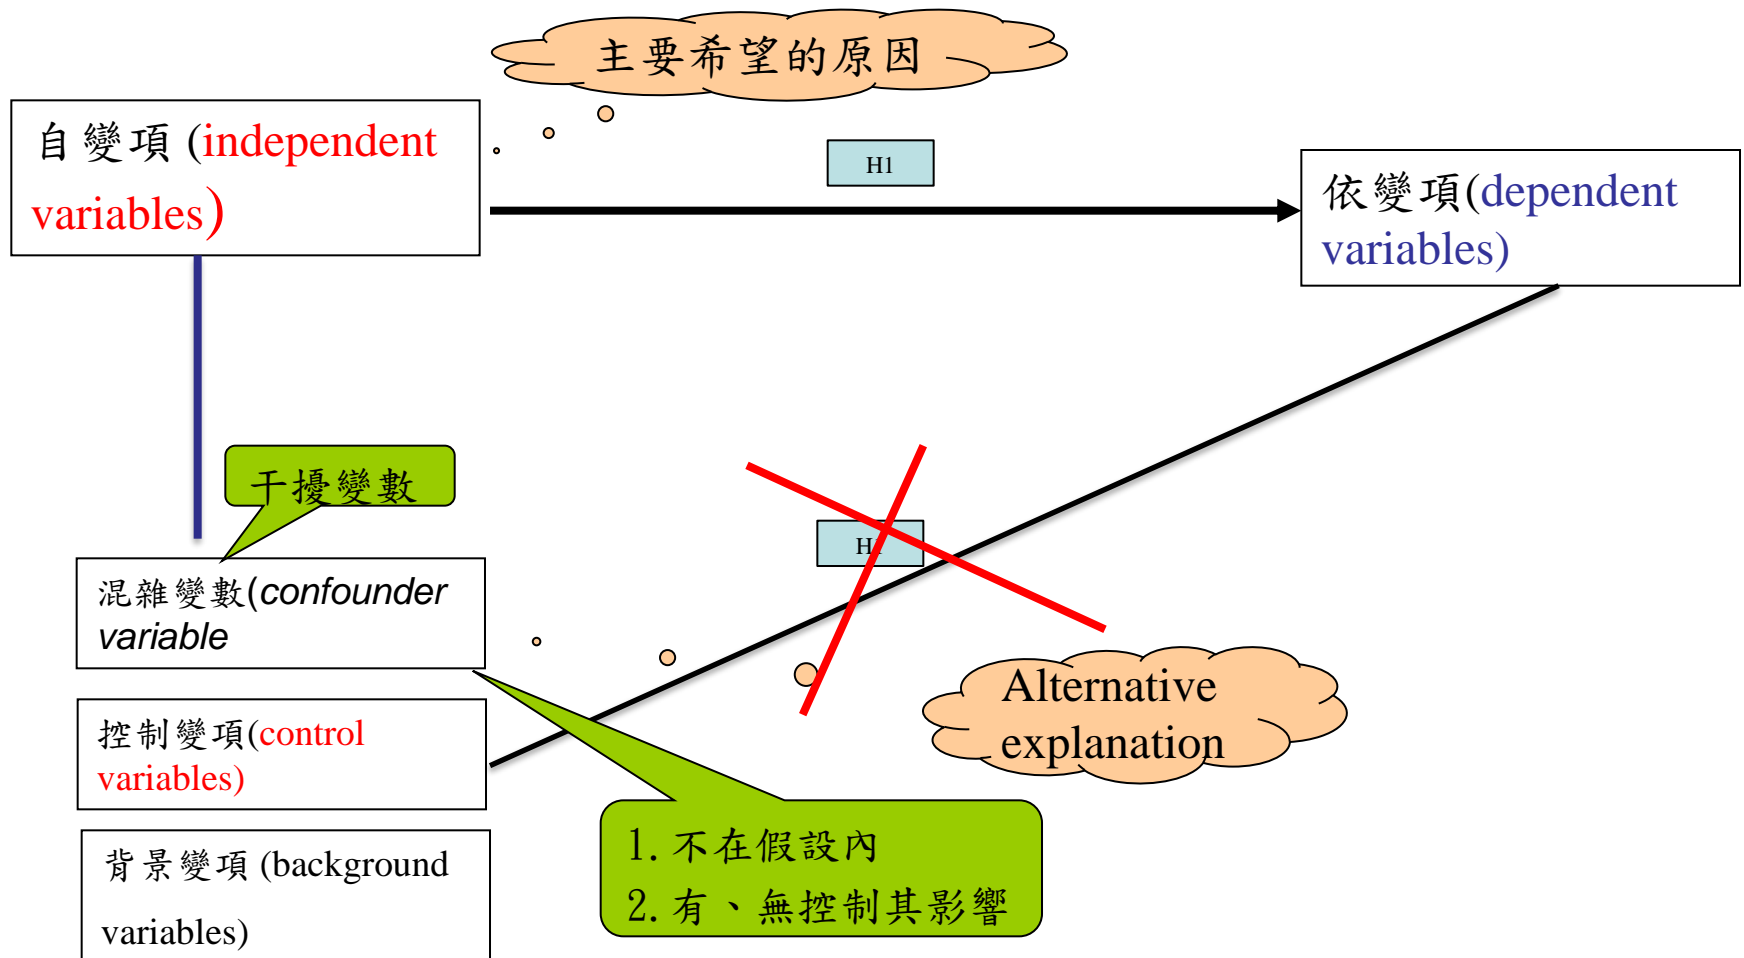 主要希望的原因
自變項 (independent
variables)
H1
依變項(dependent
variables)
干擾變數
H1
混雜變數(confounder
variable
Alternative
explanation
控制變項(control
variables)
1. 不在假設內
2. 有、無控制其影響
背景變項 (background
variables)